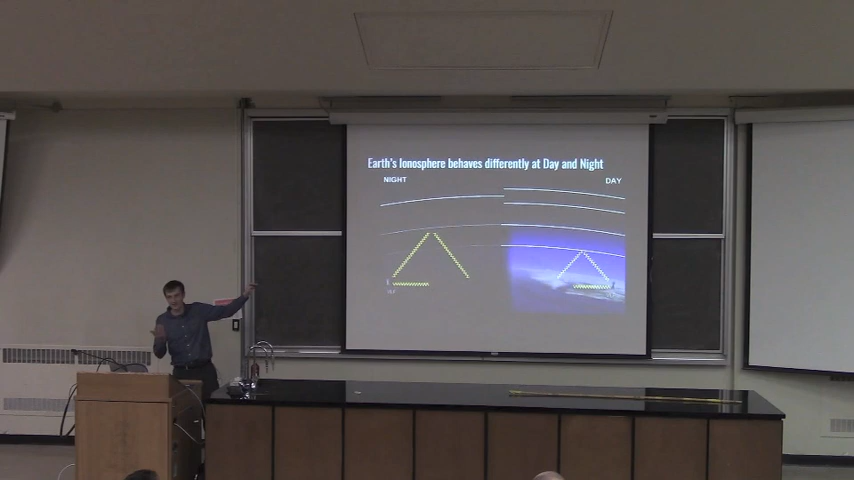 Earth's Ionosphere behaves differently at Day and Night
NIGHT
DAY